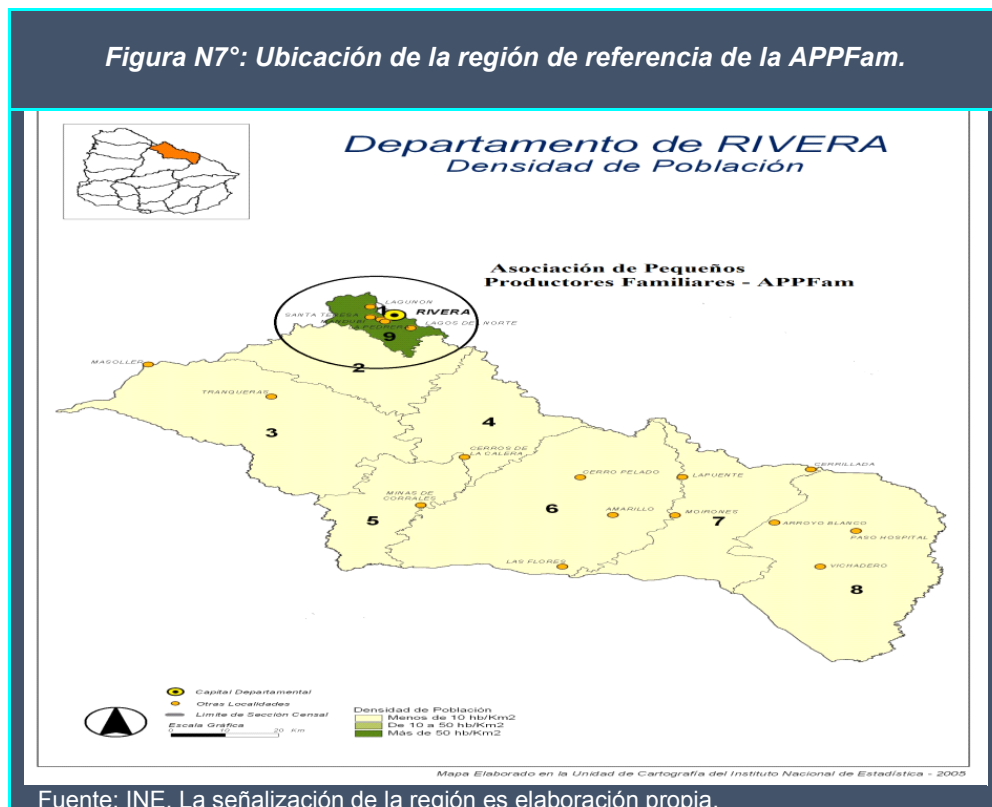 Figura N7°: Ubicación de la región de referencia de la APPFam.
Departamento de RIVERA
Densidad de Población
Asociación de Pequeños
Productores Familiares - APPFam
LAGUNON
1
RIVERA
SANTA TERESA
LAGOS DEL NORTE
9
MASOLLER
2
TRANQUERAS
3
4
CERROS DE
LA CALERA
CERRO PELADO
LAPUENTE
CERRILLADA
MINAS DE
CORRALES
5
6
AMARILLO
MOIRONES
7
ARROYO BLANCO
PASO HOSPITAL
LAS FLORES
VICHADERO
8
Capital Departamental
Otras Localidades
Limite de Sección Censal
Escala Gráfica
0 10 20 Km
Densidad de Población
Menos de 10 hb/Km2
De 10 a 50 hb/Km2
Más de 50 hb/Km2
Mapa Elaborado en la Unidad de Cartografía del Instituto Nacional de Estadística - 2005
Fuente: INE. La señalización de la región es elaboración propia.